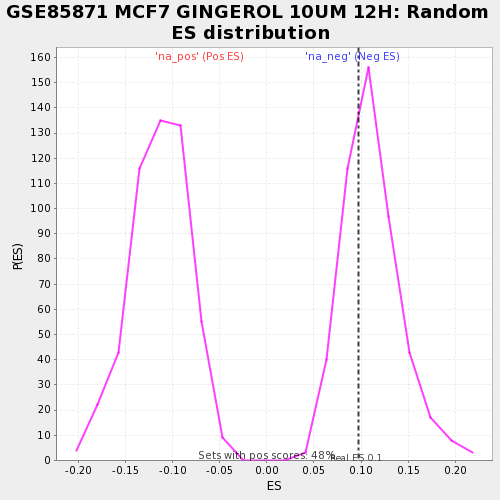 GSE85871 MCF7 GINGEROL 10UM 12H: Random
ES distribution
'na_pos' (Pos ES)
'na_neg' (Neg ES)
160
150
140
130
120
110
100
90
80
70
60
50
40
30
20
10
0
P(ES)
Sets with pos scores: 48%
Real ES 0.1
-0.20 -0.15 -0.10 -0.05 0.00 0.05 0.10 0.15 0.20
ES